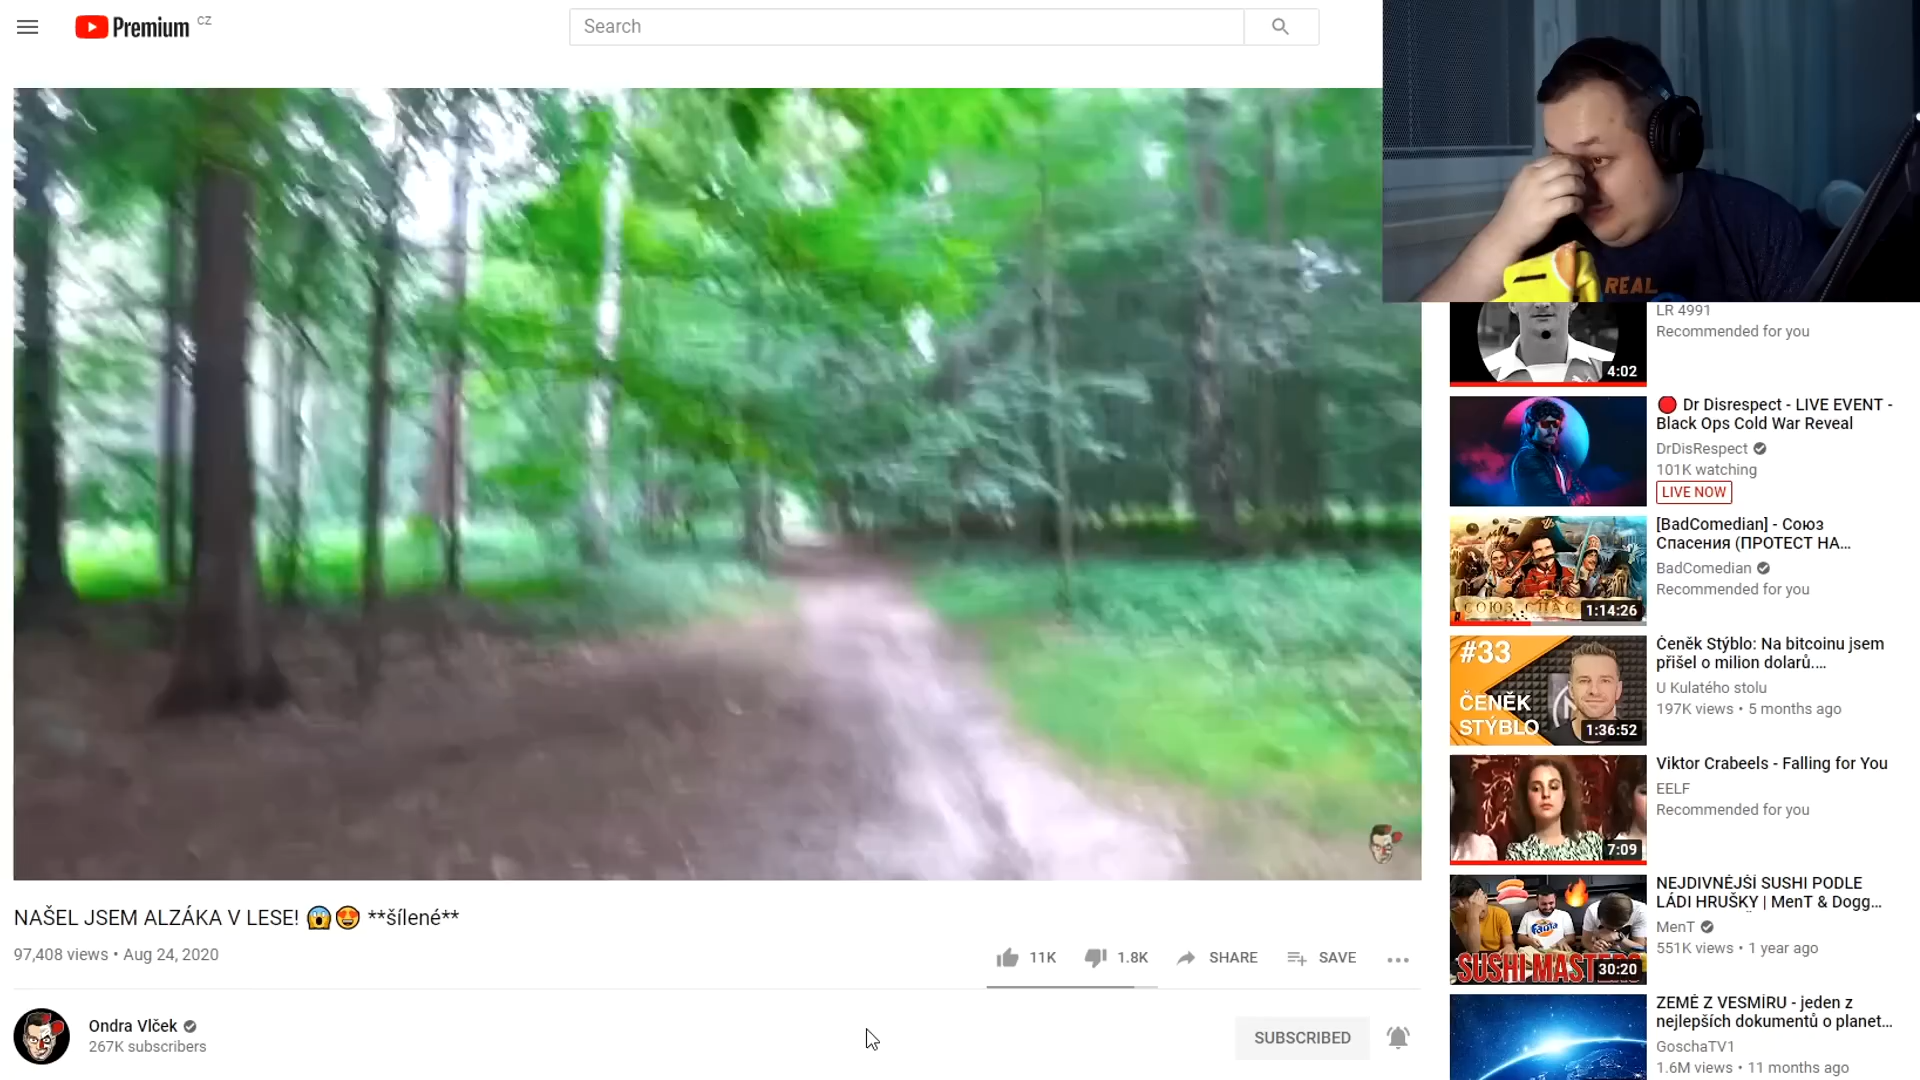 Premium CZ
Search
REAL
LR 4991
Recommended for you
4:02
🔴 Dr Disrespect - LIVE EVENT -
Black Ops Cold War Reveal
DrDisRespect
101K watching
LIVE NOW
[BadComedian] - Союз
Спасения (ПРОТЕСТ НА...
BadComedian
Recommended for you
СОЮЗ СПАС
1:14:26
Čeněk Stýblo: Na bitcoinu jsem
přišel o milion dolarů....
U Kulatého stolu
197K views • 5 months ago
#33
ČENĚK
STÝBLO
1:36:52
Viktor Crabeels - Falling for You
EELF
Recommended for you
7:09
NEJDIVNĚJŠÍ SUSHI PODLE
LÁDI HRUŠKY | MenT & Dogg...
MenT
551K views • 1 year ago
fanta
SUSHI MASTERS
30:20
ZEMĚ Z VESMÍRU - jeden z
nejlepších dokumentů o planet...
GoschaTV1
1.6M views • 11 months ago
NAŠEL JSEM ALZÁKA V LESE! 😱😍 **šílené**
97,408 views • Aug 24, 2020
11K
1.8K
SHARE
SAVE
Ondra Vlček
267K subscribers
SUBSCRIBED